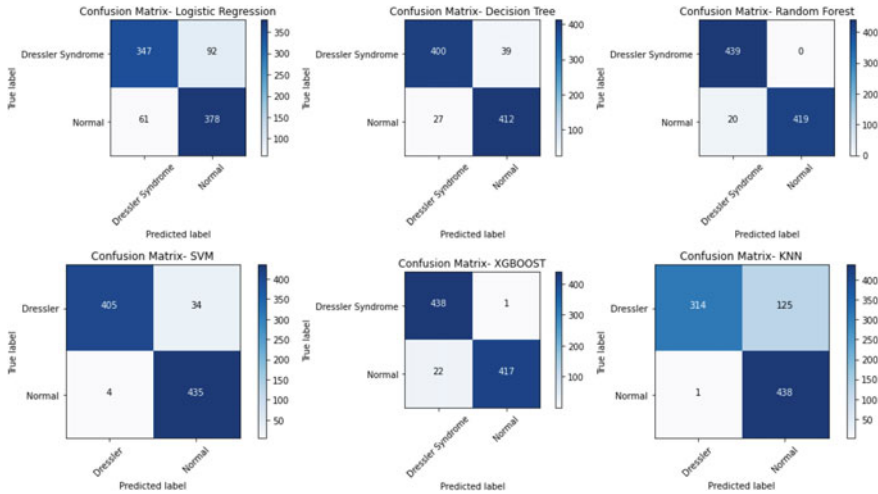 Confusion Matrix- Logistic Regression
True label
Dressler Syndrome
Normal
347
92
61
378
Dressler Syndrome
Normal
Predicted label
350
300
250
200
150
100
Confusion Matrix- Decision Tree
True label
Dressler Syndrome
Normal
400
39
27
412
Dressler Syndrome
Normal
Predicted label
400
300
200
100
Confusion Matrix- Random Forest
True label
Dressler Syndrome
Normal
439
0
20
419
Dressler Syndrome
Normal
Predicted label
400
300
200
100
0
Confusion Matrix- SVM
True label
Dressler
Normal
405
34
4
435
Dressler
Normal
Predicted label
400
350
300
250
200
150
100
50
Confusion Matrix- XGBOOST
True label
Dressler Syndrome
Normal
438
1
22
417
Dressler Syndrome
Normal
Predicted label
400
300
200
100
Confusion Matrix- KNN
True label
Dressler
Normal
314
125
1
438
Dressler
Normal
Predicted label
400
350
300
250
200
150
100
50